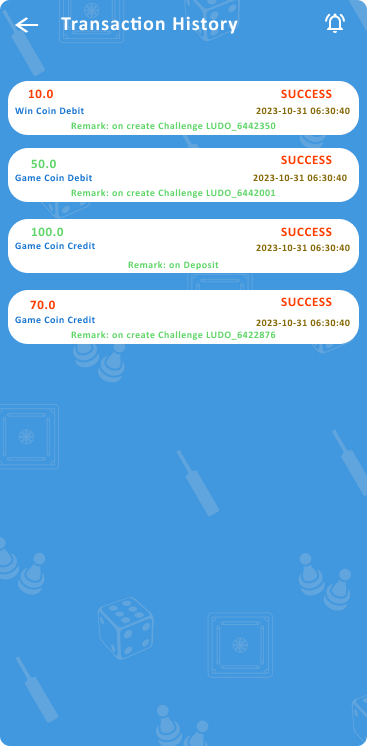 Transaction History
10.0 SUCCESS
Win Coin Debit 2023-10-31 06:30:40
Remark: on create Challenge LUDO_6442350
50.0 SUCCESS
Game Coin Debit 2023-10-31 06:30:40
Remark: on create Challenge LUDO_6442001
100.0 SUCCESS
Game Coin Credit 2023-10-31 06:30:40
Remark: on Deposit
70.0 SUCCESS
Game Coin Credit 2023-10-31 06:30:40
Remark: on create Challenge LUDO_6422876